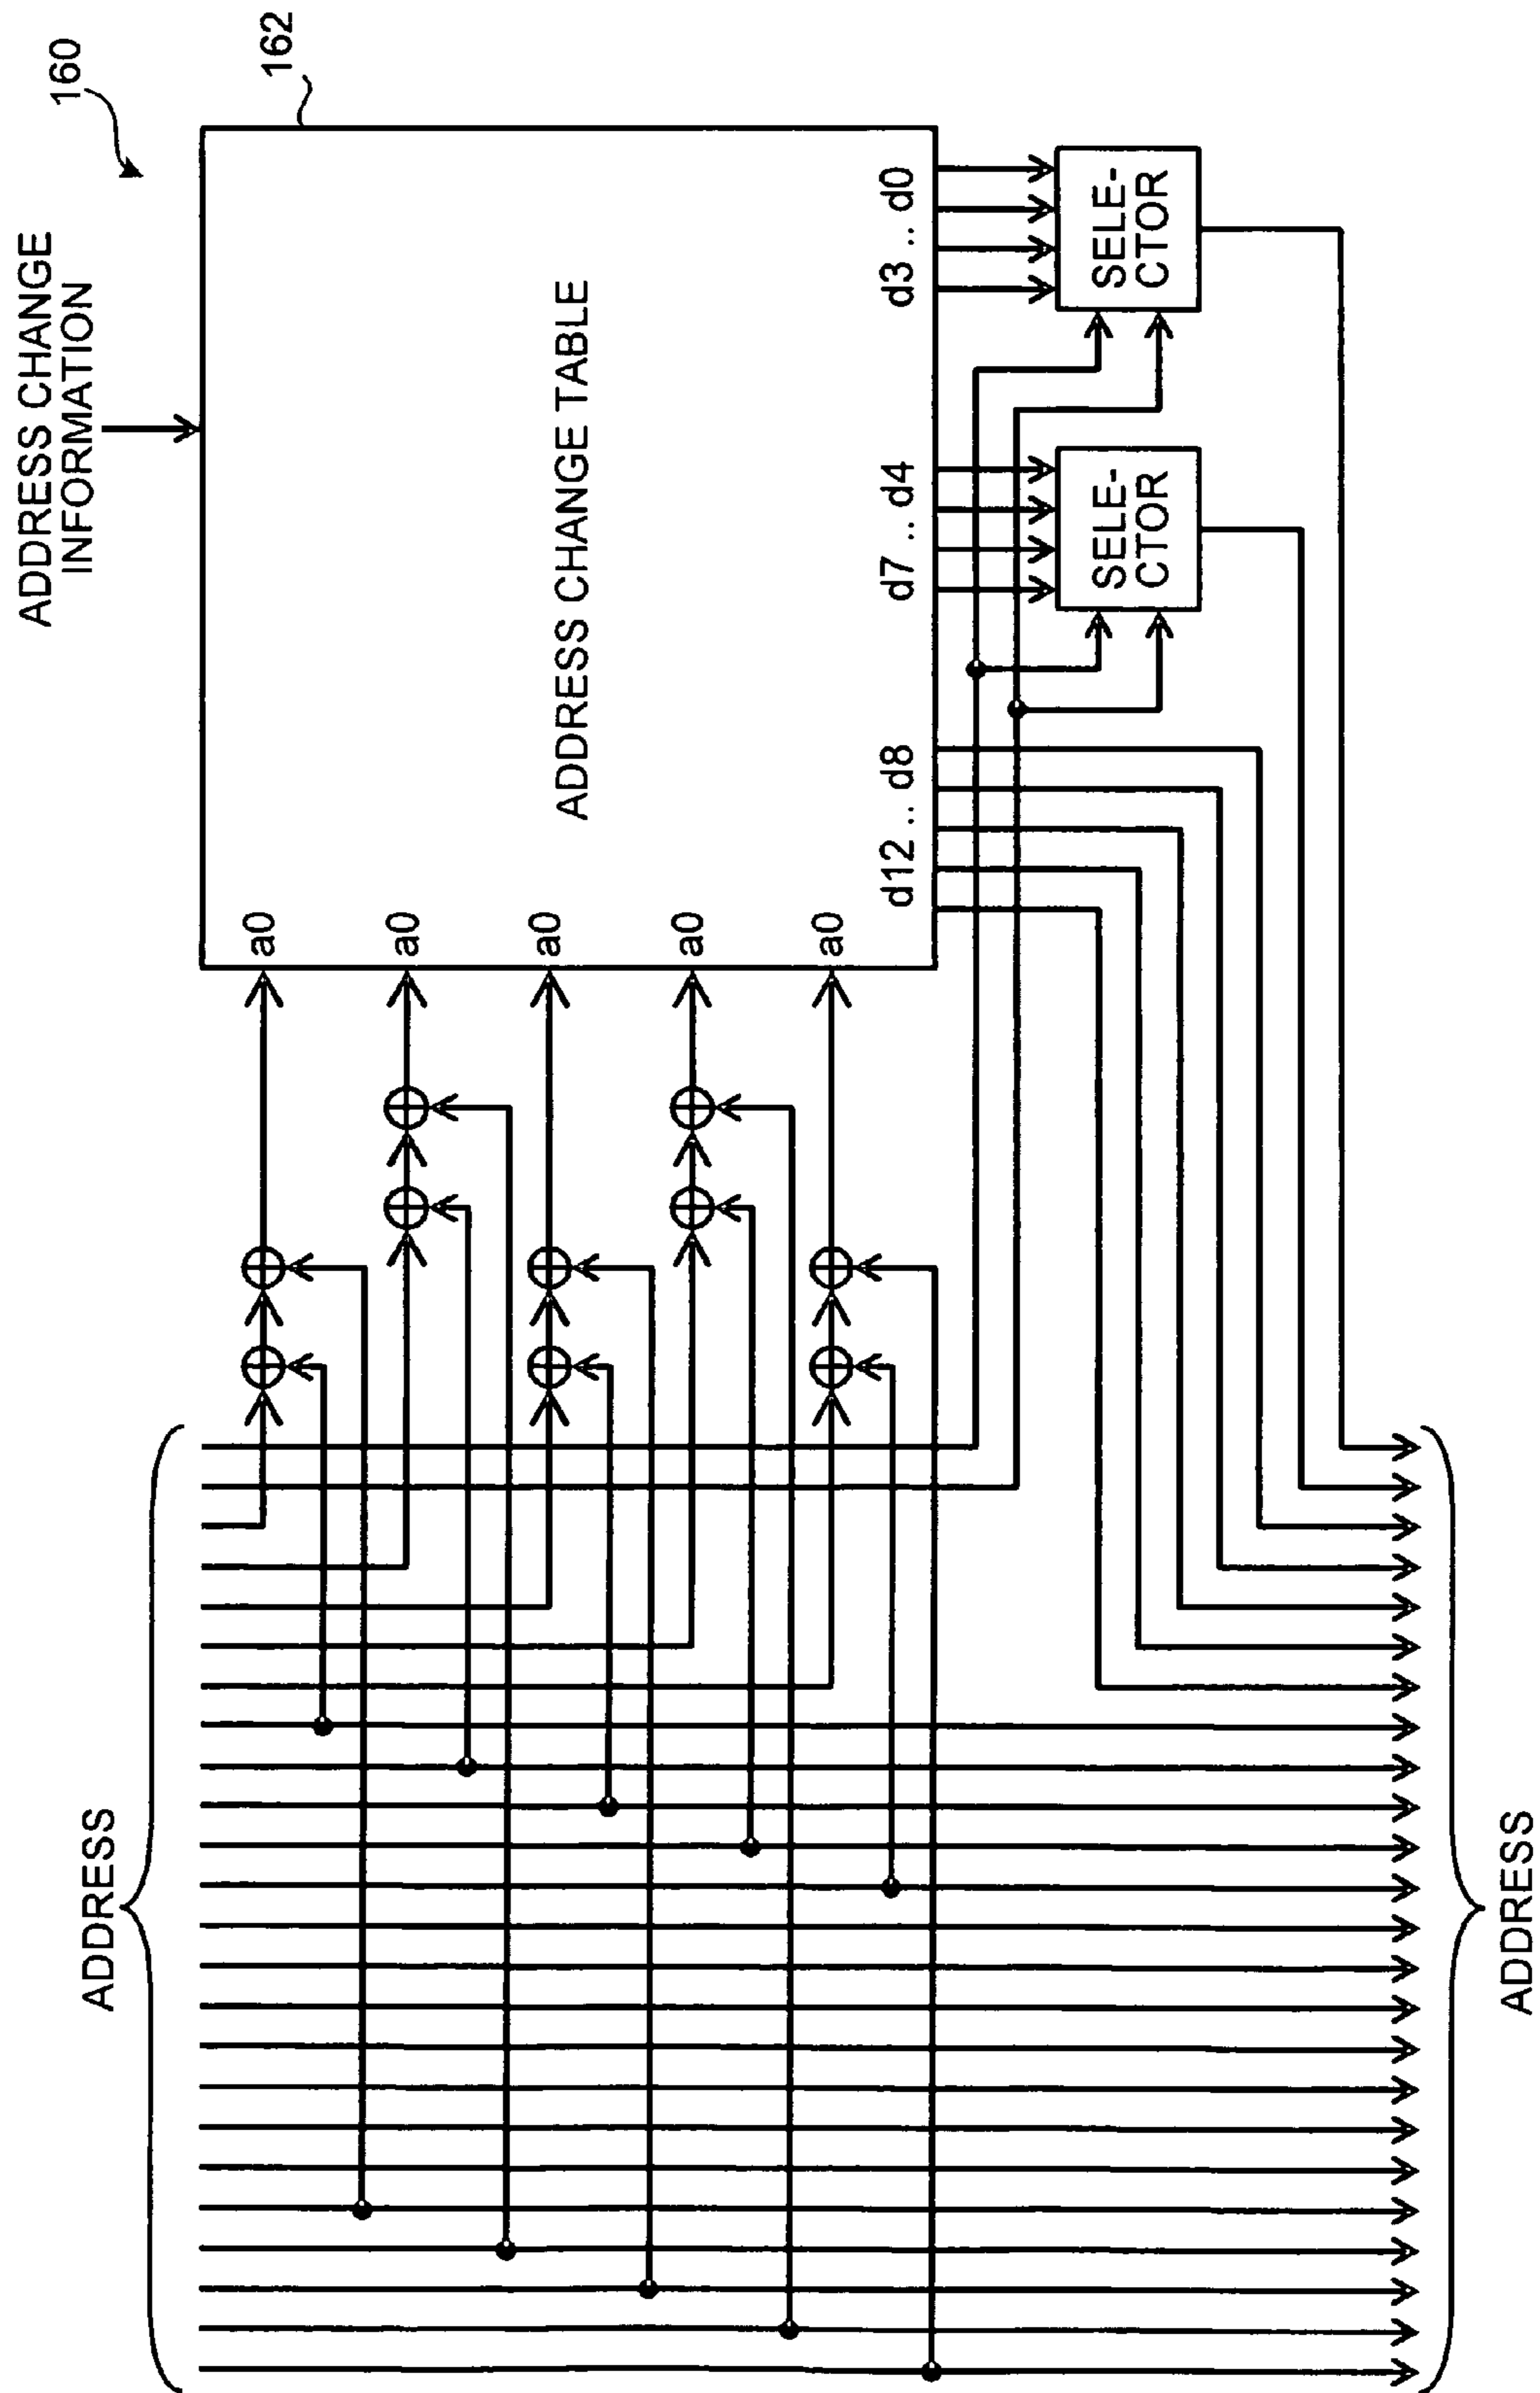 160
162
ADDRESS CHANGE
INFORMATION
ADDRESS CHANGE TABLE
a0
a0
a0
a0
a0
d12 .. d8
d7 .. d4
d3 .. d0
SELE-
CTOR
SELE-
CTOR
ADDRESS
ADDRESS